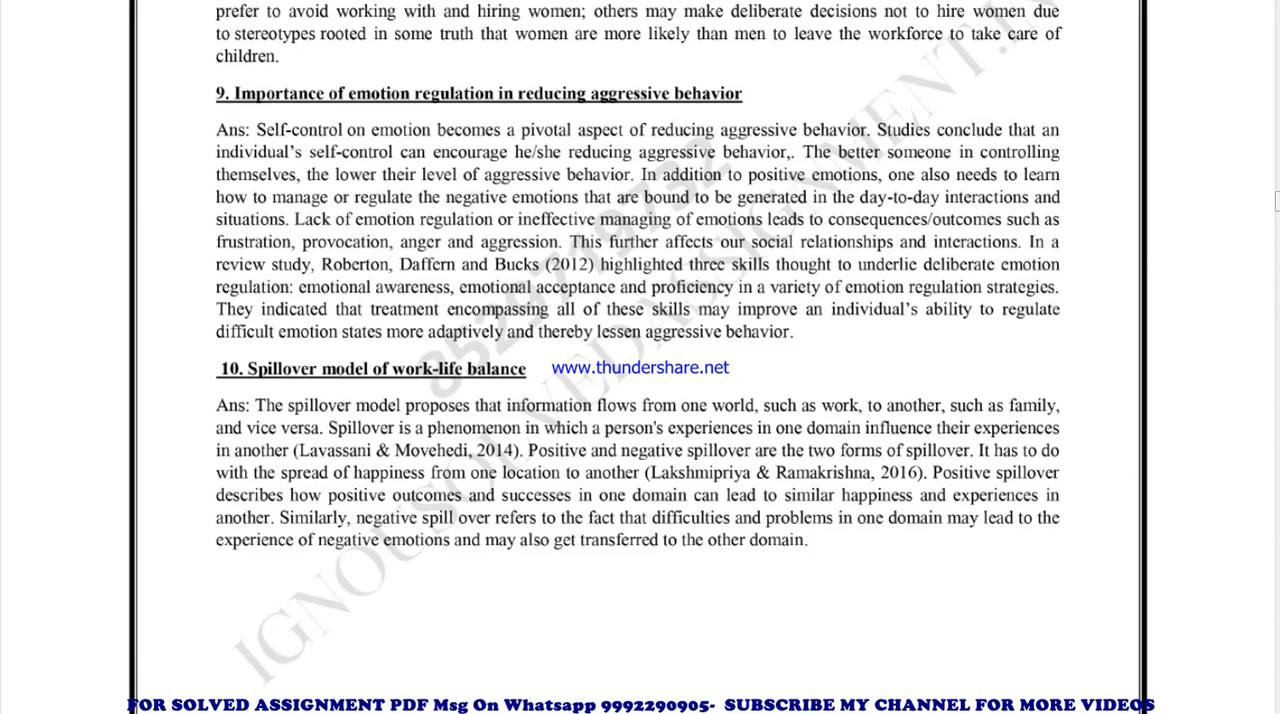 prefer to avoid working with and hiring women; others may make deliberate decisions not to hire women due
to stereotypes rooted in some truth that women are more likely than men to leave the workforce to take care of
children.
9. Importance of emotion regulation in reducing aggressive behavior
Ans: Self-control on emotion becomes a pivotal aspect of reducing aggressive behavior. Studies conclude that an
individual's self-control can encourage he/she reducing aggressive behavior,. The better someone in controlling
themselves, the lower their level of aggressive behavior. In addition to positive emotions, one also needs to learn
how to manage or regulate the negative emotions that are bound to be generated in the day-to-day interactions and
situations. Lack of emotion regulation or ineffective managing of emotions leads to consequences/outcomes such as
frustration, provocation, anger and aggression. This further affects our social relationships and interactions. In a
review study, Roberton, Daffern and Bucks (2012) highlighted three skills thought to underlie deliberate emotion
regulation: emotional awareness, emotional acceptance and proficiency in a variety of emotion regulation strategies.
They indicated that treatment encompassing all of these skills may improve an individual's ability to regulate
difficult emotion states more adaptively and thereby lessen aggressive behavior.
10. Spillover model of work-life balance www.thundershare.net
Ans: The spillover model proposes that information flows from one world, such as work, to another, such as family,
and vice versa. Spillover is a phenomenon in which a person's experiences in one domain influence their experiences
in another (Lavassani & Movehedi, 2014). Positive and negative spillover are the two forms of spillover. It has to do
with the spread of happiness from one location to another (Lakshmipriya & Ramakrishna, 2016). Positive spillover
describes how positive outcomes and successes in one domain can lead to similar happiness and experiences in
another. Similarly, negative spill over refers to the fact that difficulties and problems in one domain may lead to the
experience of negative emotions and may also get transferred to the other domain.
IGNOUSOLVEDASSIGNMENT.IN
8529719732
FOR SOLVED ASSIGNMENT PDF Msg On Whatsapp 9992290905- SUBSCRIBE MY CHANNEL FOR MORE VIDEOS